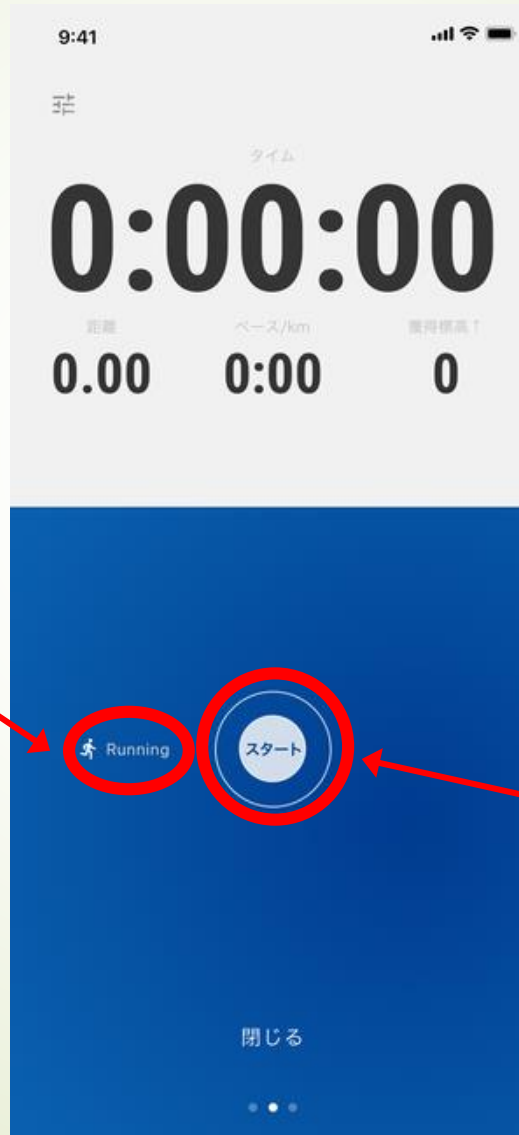 9:41
タイム
0:00:00
距離 ペース/km 獲得標高↑
0.00 0:00 0
Running スタート
閉じる